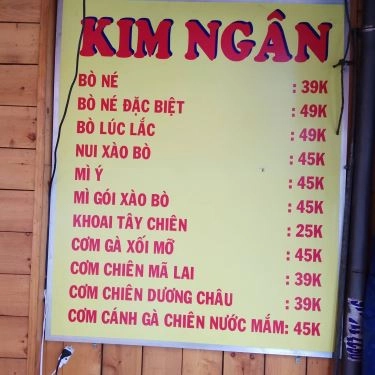 KIM NGÂN
BÒ NÉ : 39K
BÒ NÉ ĐẶC BIỆT : 49K
BÒ LÚC LẮC : 49K
NUI XÀO BÒ : 45K
MÌ Ý : 45K
MÌ GÓI XÀO BÒ : 45K
KHOAI TÂY CHIÊN : 25K
CƠM GÀ XỐI MỠ : 45K
CƠM CHIÊN MÃ LAI : 39K
CƠM CHIÊN DƯƠNG CHÂU : 39K
CƠM CÁNH GÀ CHIÊN NƯỚC MẮM: 45K